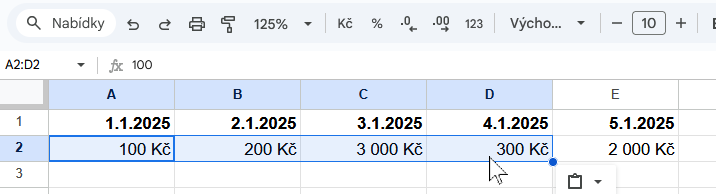 Nabídky 125% Kč % .0 .00 123 Výcho... 10
A2:D2 fx 100
A B C D E
1 1.1.2025 2.1.2025 3.1.2025 4.1.2025 5.1.2025
2 100 Kč 200 Kč 3 000 Kč 300 Kč 2 000 Kč
3